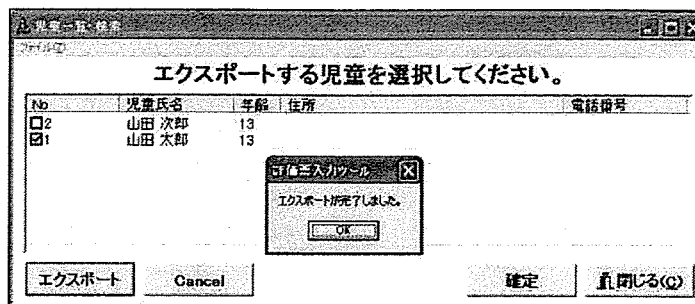 児童一覧・検索
ファイル(F)
エクスポートする児童を選択してください。
No 児童氏名 年齢 住所 電話番号
2 山田 次郎 13
1 山田 太郎 13
評価表入力ツール
エクスポートが完了しました。
OK
エクスポート Cancel 確定 閉じる(C)